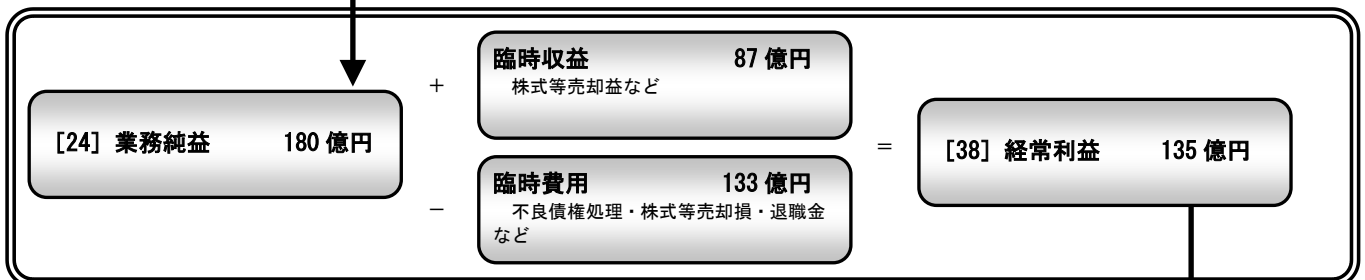 臨時収益 87 億円
株式等売却益など
+
[24] 業務純益 180 億円
=
[38] 経常利益 135 億円
臨時費用 133 億円
不良債権処理・株式等売却損・退職金
など
−